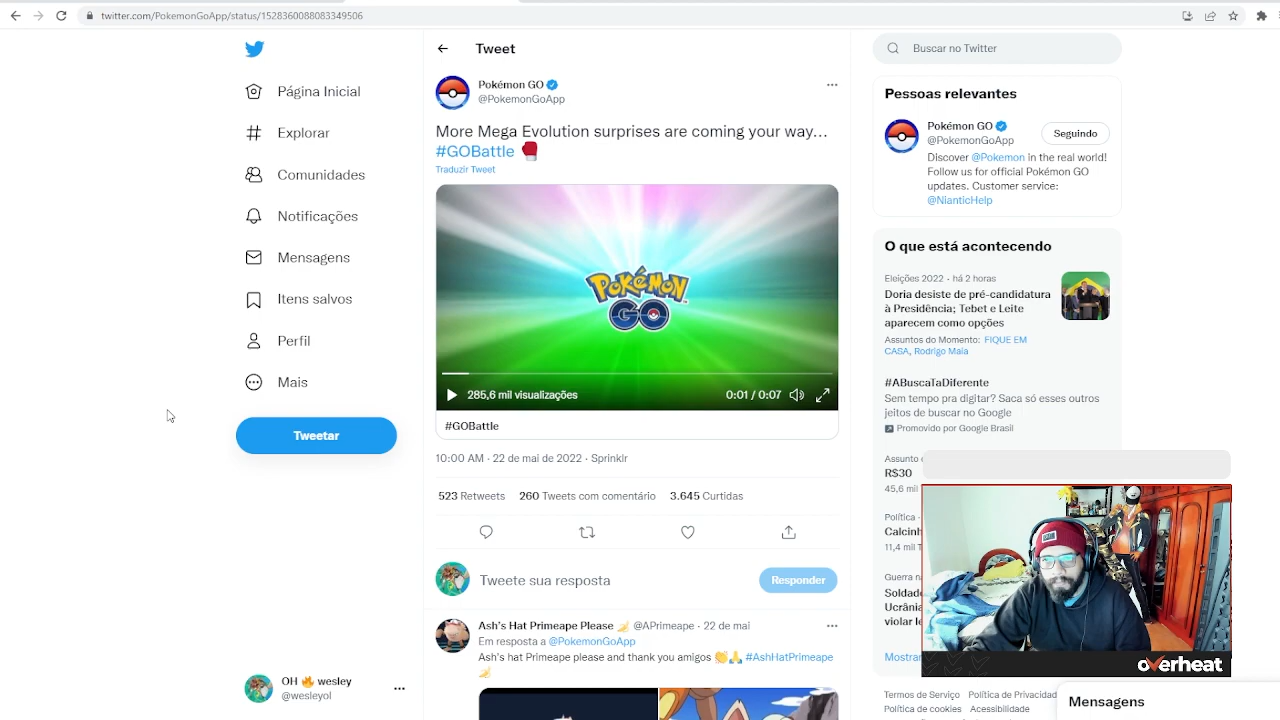 twitter.com/PokemonGoApp/status/1528360088083349506
Página Inicial
Explorar
Comunidades
Notificações
Mensagens
Itens salvos
Perfil
Mais
Tweetar
OH 🔥 wesley
@wesleyol
Tweet
Pokémon GO
@PokemonGoApp
More Mega Evolution surprises are coming your way…
#GOBattle 🥊
Traduzir Tweet
POKÉMON
GO
285,6 mil visualizações
0:01 / 0:07
#GOBattle
10:00 AM · 22 de mai de 2022 · Sprinklr
523 Retweets 260 Tweets com comentário 3.645 Curtidas
Tweete sua resposta
Responder
Ash's Hat Primeape Please @APrimeape · 22 de mai
Em resposta a @PokemonGoApp
Ash's hat Primeape please and thank you amigos 👏🙏 #AshHatPrimeape
Buscar no Twitter
Pessoas relevantes
Pokémon GO
@PokemonGoApp
Seguindo
Discover @Pokemon in the real world!
Follow us for official Pokémon GO
updates. Customer service:
@NianticHelp
O que está acontecendo
Eleições 2022 · há 2 horas
Doria desiste de pré-candidatura
à Presidência; Tebet e Leite
aparecem como opções
Assuntos do Momento: FIQUE EM
CASA, Rodrigo Maia
#ABuscaTaDiferente
Sem tempo pra digitar? Saca só esses outros
jeitos de buscar no Google
Promovido por Google Brasil
Assunto
R$30
45,6 mil
Política ·
Calcinh
11,4 mil T
Guerra na
Soldado
Ucrânia
violar le
Mostrar
overheat
Termos de Serviço Política de Privacidad
Política de cookies Acessibilidade
Mensagens